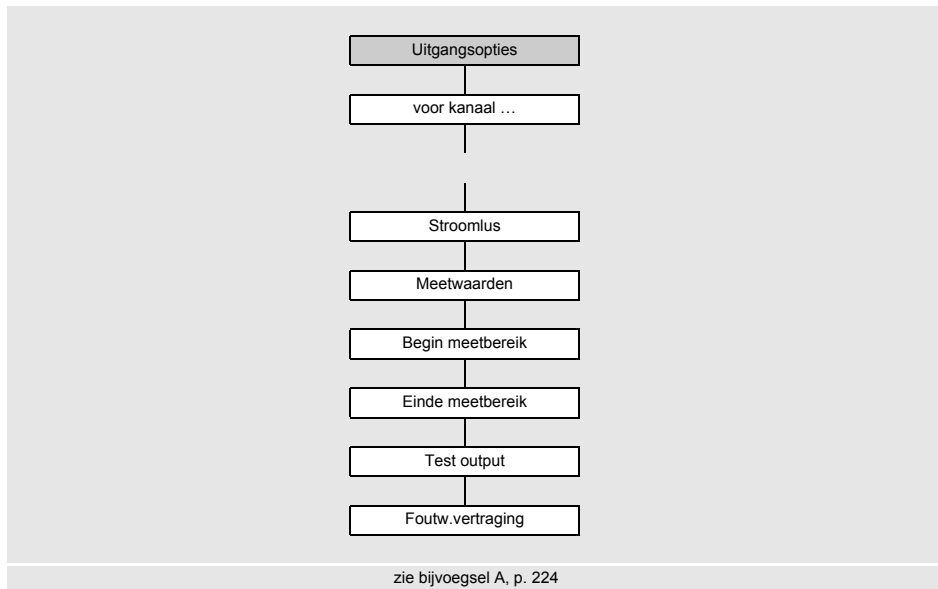 Uitgangsopties
voor kanaal …
Stroomlus
Meetwaarden
Begin meetbereik
Einde meetbereik
Test output
Foutw.vertraging
zie bijvoegsel A, p. 224